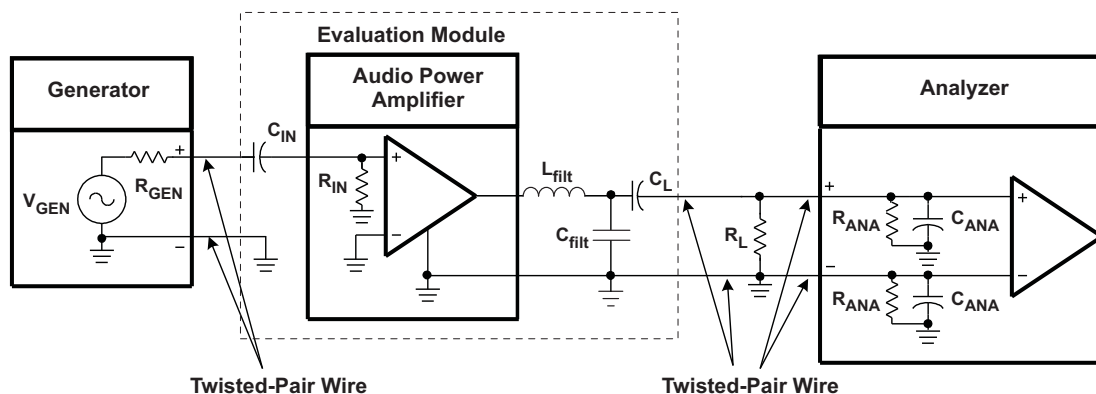 Evaluation Module
Generator
Audio Power
Amplifier
Analyzer
C_IN
+
R_GEN
V_GEN
−
R_IN
+
−
L_filt
C_filt
C_L
R_L
+
R_ANA
C_ANA
+
−
R_ANA
C_ANA
−
Twisted-Pair Wire
Twisted-Pair Wire